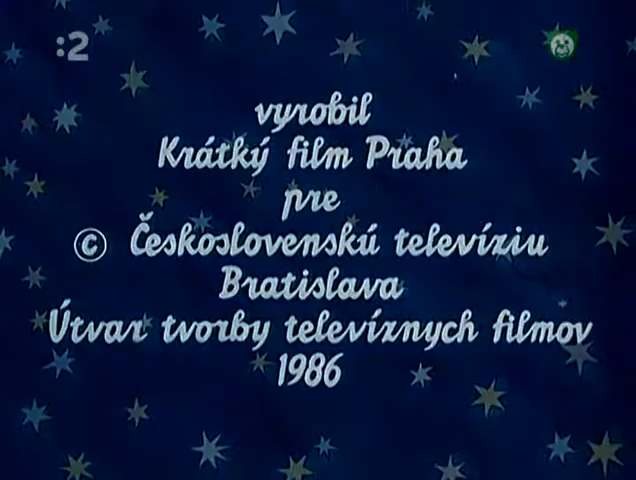 :2
vyrobil
Krátký film Praha
pre
© Československú televíziu
Bratislava
Útvar tvorby televíznych filmov
1986